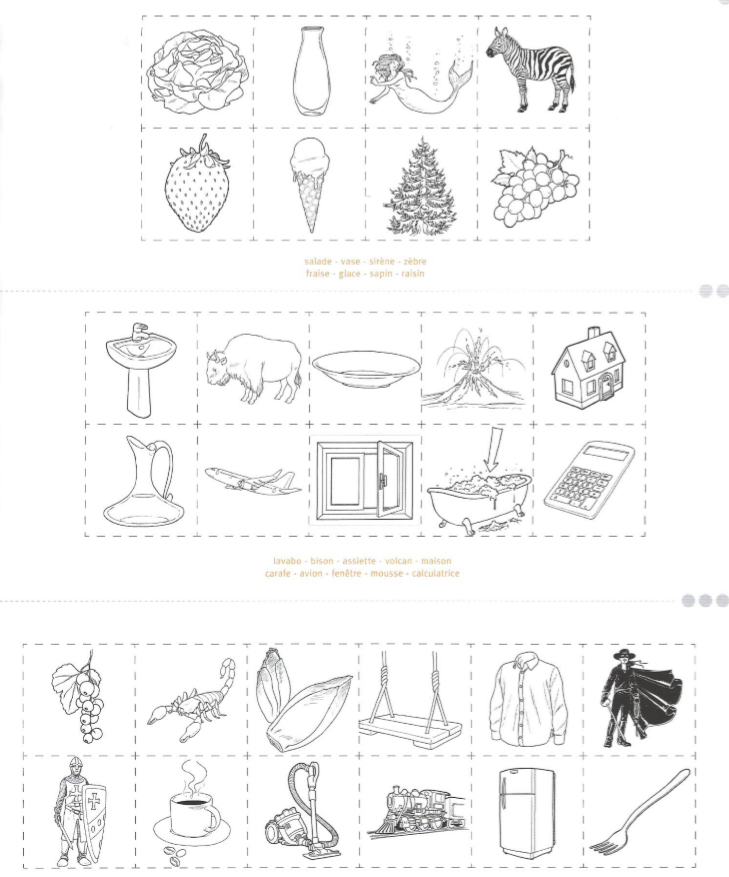 salade - vase - sirène - zèbre
fraise - glace - sapin - raisin
lavabo - bison - assiette - volcan - maison
carafe - avion - fenêtre - mousse - calculatrice